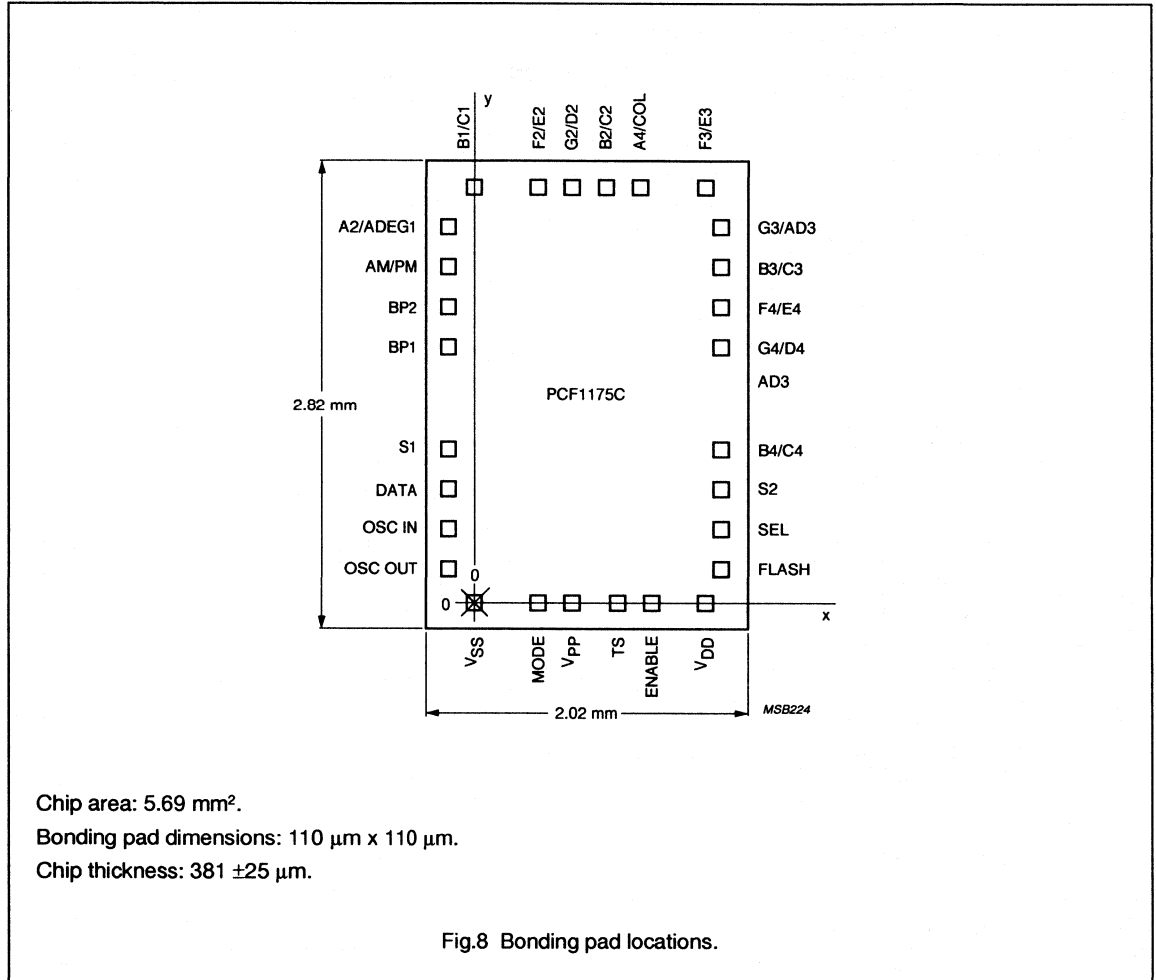 y
B1/C1
F2/E2
G2/D2
B2/C2
A4/COL
F3/E3
A2/ADEG1
G3/AD3
AM/PM
B3/C3
BP2
F4/E4
BP1
G4/D4
AD3
PCF1175C
2.82 mm
S1
B4/C4
DATA
S2
OSC IN
SEL
OSC OUT
0
FLASH
0
x
VSS
MODE
VPP
TS
ENABLE
VDD
2.02 mm
MSB224
Chip area: 5.69 mm².
Bonding pad dimensions: 110 µm x 110 µm.
Chip thickness: 381 ±25 µm.
Fig.8 Bonding pad locations.